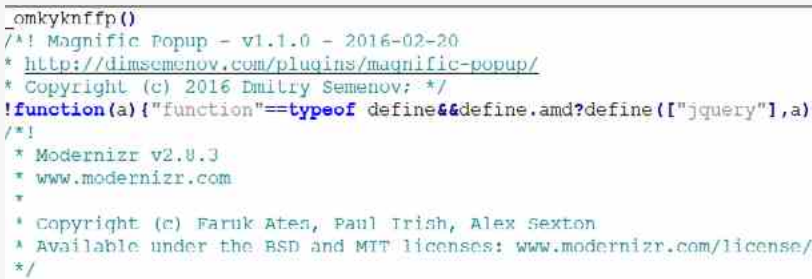 _omkyknffp()
/*! Magnific Popup - v1.1.0 - 2016-02-20
* http://dimsemenov.com/plugins/magnific-popup/
* Copyright (c) 2016 Dmitry Semenov; */
!function(a){"function"==typeof define&&define.amd?define(["jquery"],a)
/*!
* Modernizr v2.8.3
* www.modernizr.com
*
* Copyright (c) Faruk Ates, Paul Irish, Alex Sexton
* Available under the BSD and MIT licenses: www.modernizr.com/license/
*/